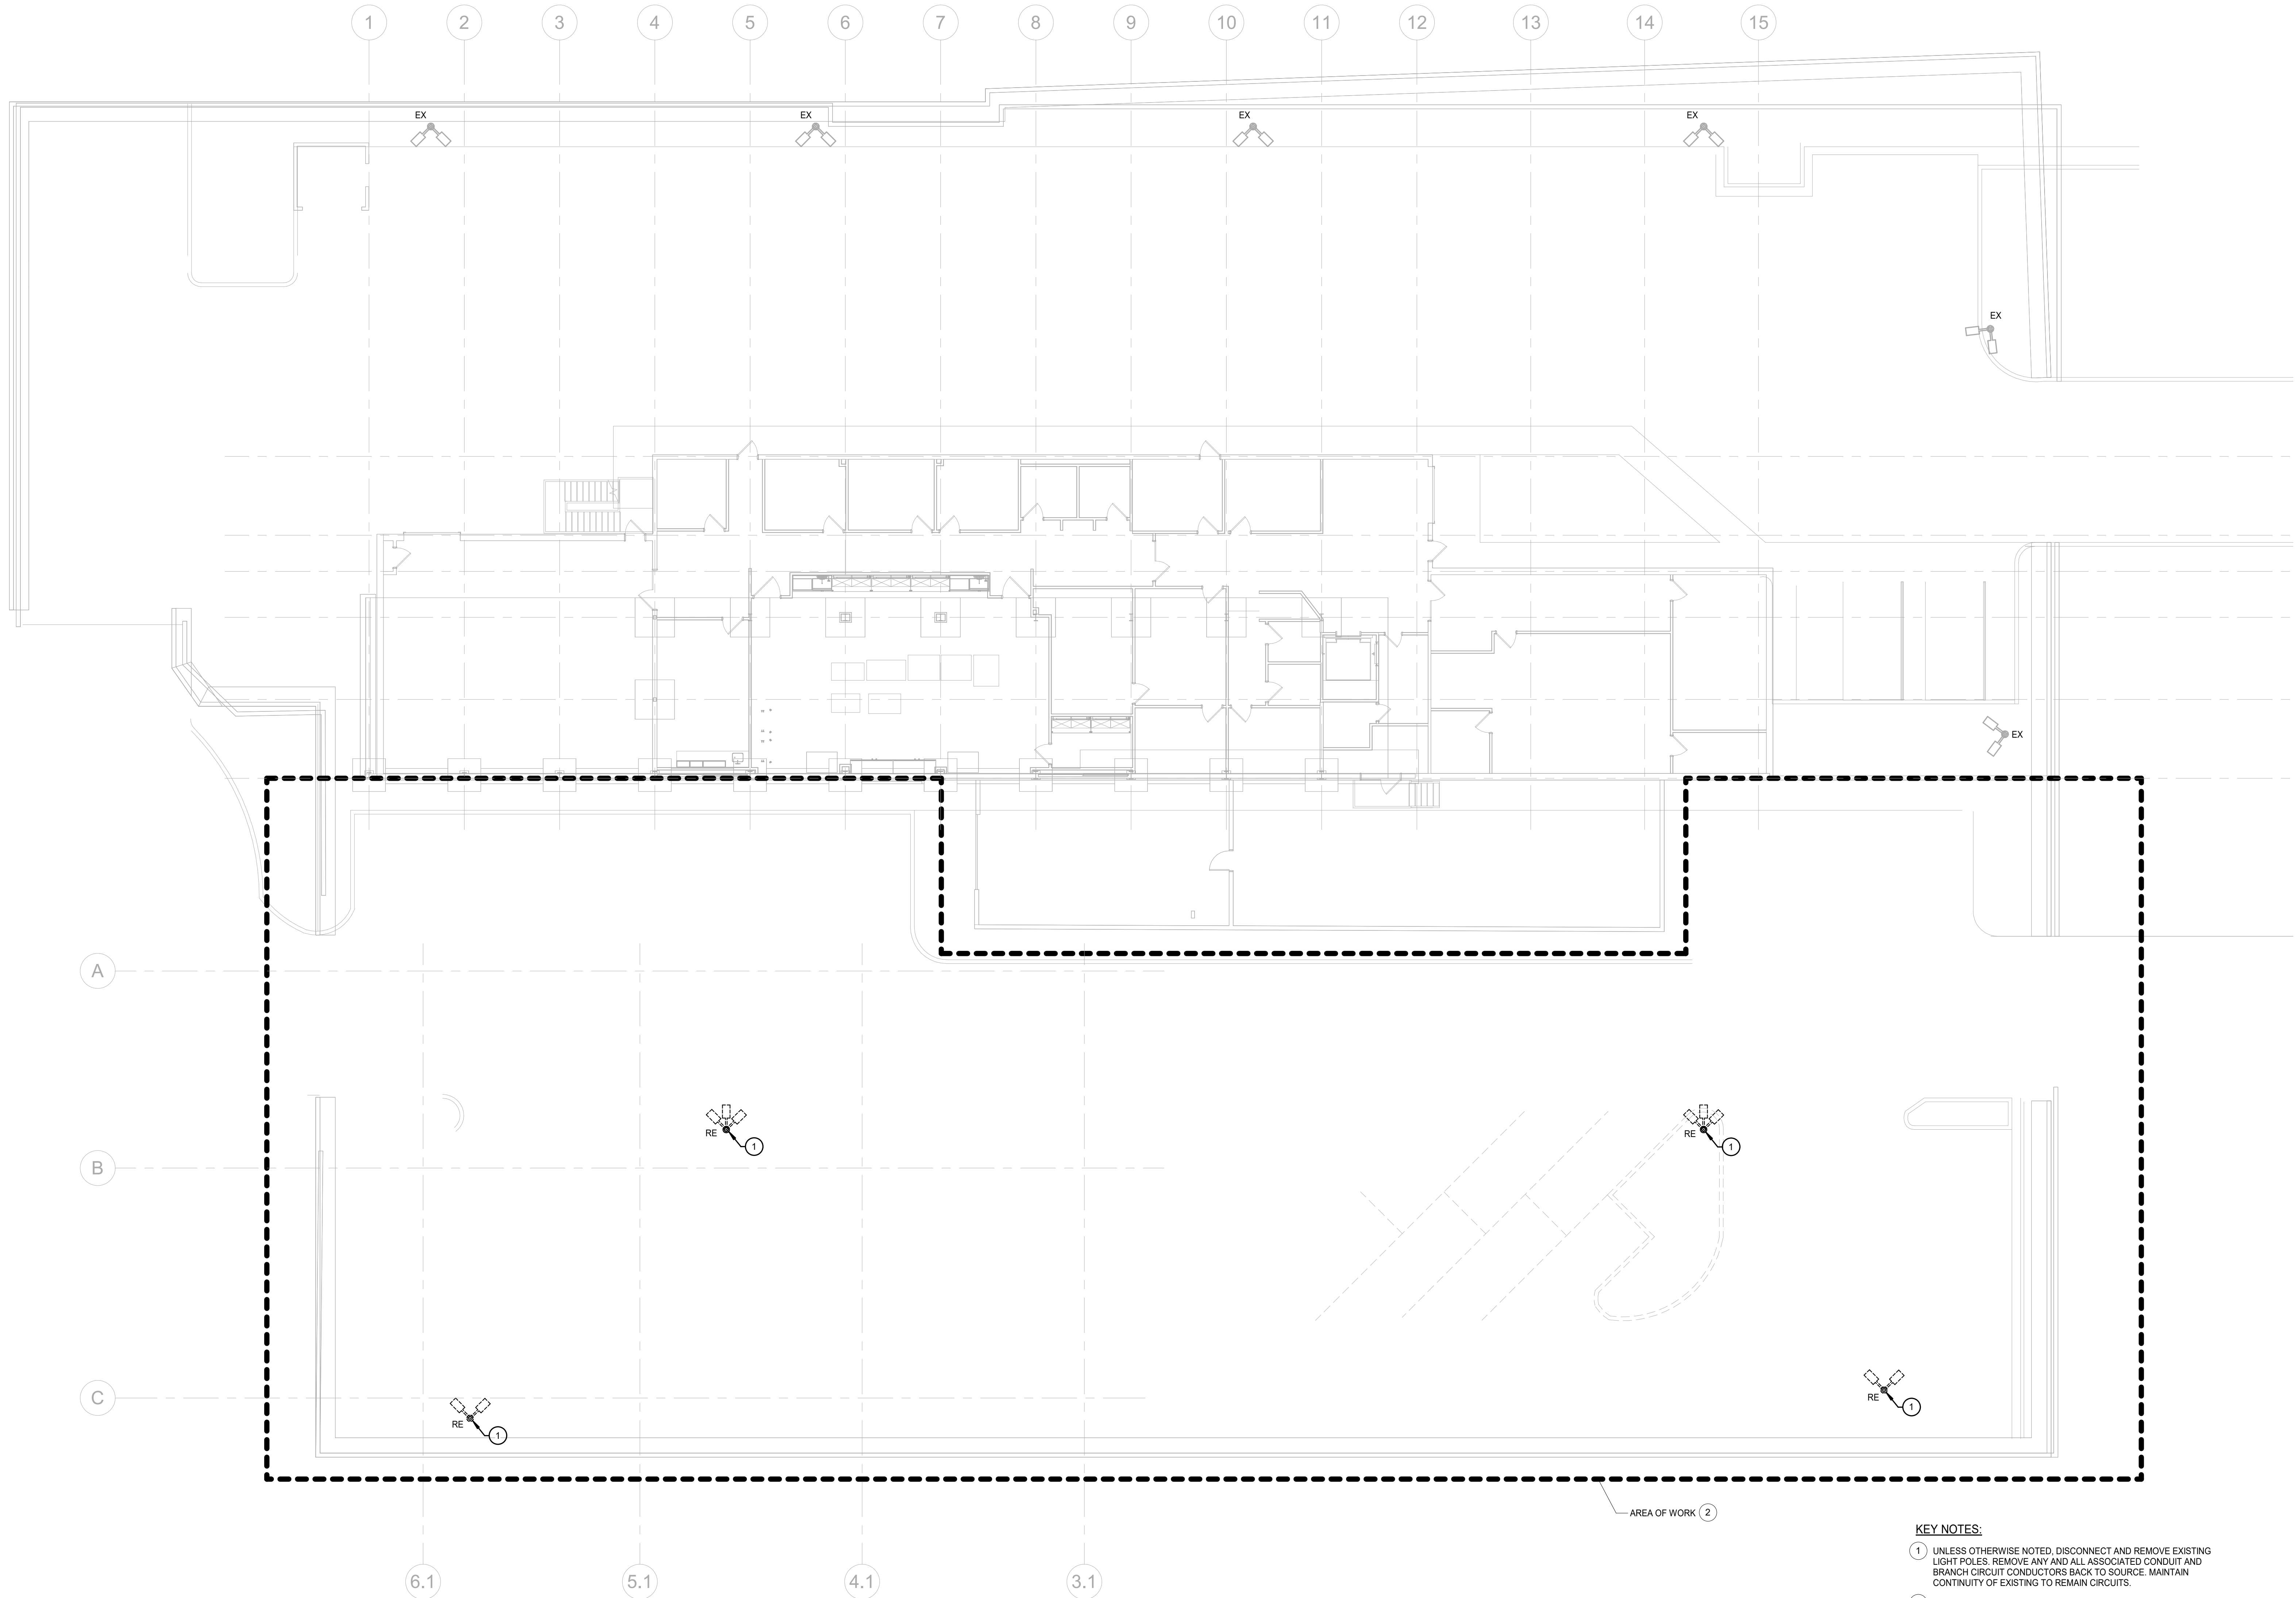 1 2 3 4 5 6 7 8 9 10 11 12 13 14 15
EX EX EX EX
EX
EX
A
RE 1 RE 1
B
RE 1
C
RE 1
AREA OF WORK 2
KEY NOTES:
1 UNLESS OTHERWISE NOTED, DISCONNECT AND REMOVE EXISTING
LIGHT POLES. REMOVE ANY AND ALL ASSOCIATED CONDUIT AND
BRANCH CIRCUIT CONDUCTORS BACK TO SOURCE. MAINTAIN
CONTINUITY OF EXISTING TO REMAIN CIRCUITS.
6.1 5.1 4.1 3.1